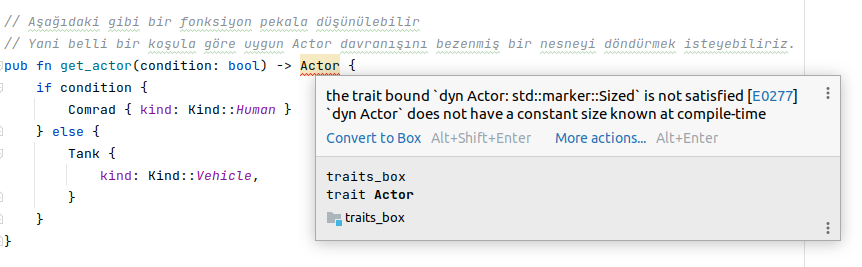 // Aşağıdaki gibi bir fonksiyon pekala düşünülebilir
// Yani belli bir koşula göre uygun Actor davranışını bezenmiş bir nesneyi döndürmek isteyebiliriz.
pub fn get_actor(condition: bool) -> Actor {
    if condition {
        Comrad { kind: Kind::Human }
    } else {
        Tank {
            kind: Kind::Vehicle,
        }
    }
}
the trait bound `dyn Actor: std::marker::Sized` is not satisfied [E0277]
`dyn Actor` does not have a constant size known at compile-time
Convert to Box Alt+Shift+Enter More actions... Alt+Enter
traits_box
trait Actor
traits_box